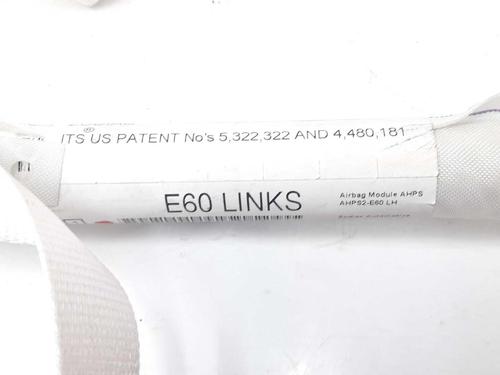 ITS® US PATENT No's 5,322,322 AND 4,480,181
E60 LINKS
Airbag Module AHPS
AHPS2-E60 LH